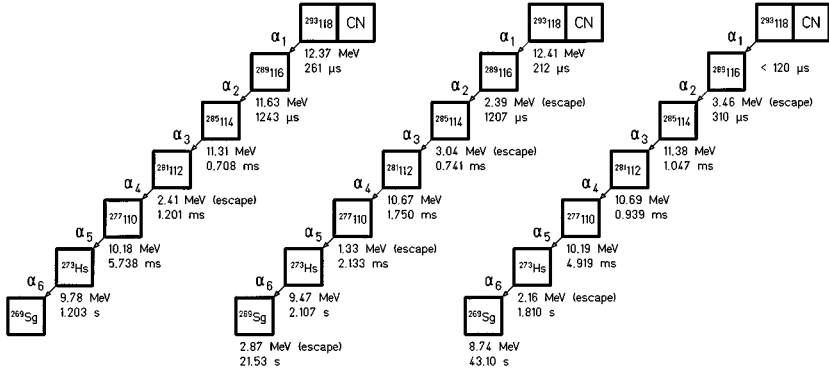 ²⁹³118 CN
α₁
12.37 MeV
261 µs
²⁸⁹116
α₂
11.63 MeV
1243 µs
²⁸⁵114
α₃
11.31 MeV
0.708 ms
²⁸¹112
α₄
2.41 MeV (escape)
1.201 ms
²⁷⁷110
α₅
10.18 MeV
5.738 ms
²⁷³Hs
α₆
9.78 MeV
1.203 s
²⁶⁹Sg
²⁹³118 CN
α₁
12.41 MeV
212 µs
²⁸⁹116
α₂
2.39 MeV (escape)
1207 µs
²⁸⁵114
α₃
3.04 MeV (escape)
0.741 ms
²⁸¹112
α₄
10.67 MeV
1.750 ms
²⁷⁷110
α₅
1.33 MeV (escape)
2.133 ms
²⁷³Hs
α₆
9.47 MeV
2.107 s
²⁶⁹Sg
2.87 MeV (escape)
21.53 s
²⁹³118 CN
α₁
< 120 µs
²⁸⁹116
α₂
3.46 MeV (escape)
310 µs
²⁸⁵114
α₃
11.38 MeV
1.047 ms
²⁸¹112
α₄
10.69 MeV
0.939 ms
²⁷⁷110
α₅
10.19 MeV
4.919 ms
²⁷³Hs
α₆
2.16 MeV (escape)
1.810 s
²⁶⁹Sg
8.74 MeV
43.10 s